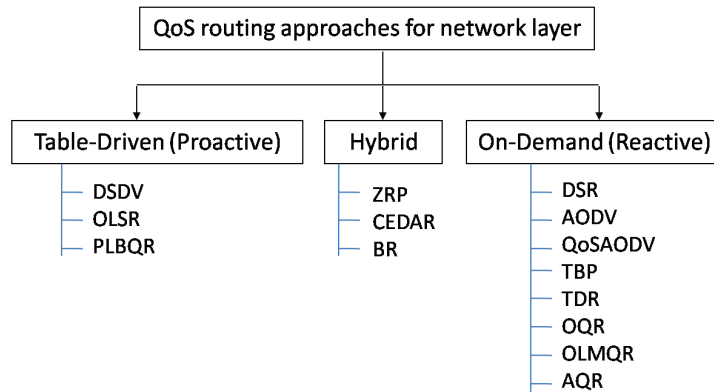 QoS routing approaches for network layer
Table-Driven (Proactive)
DSDV
OLSR
PLBQR
Hybrid
ZRP
CEDAR
BR
On-Demand (Reactive)
DSR
AODV
QoSAODV
TBP
TDR
OQR
OLMQR
AQR